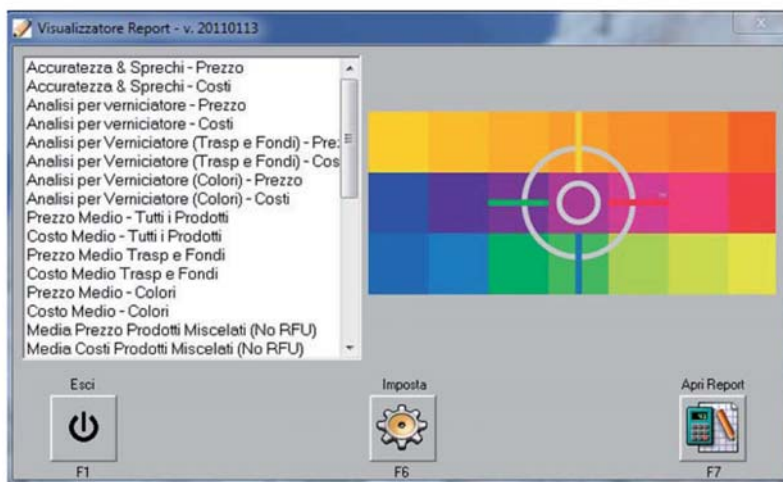 Visualizzatore Report - v. 20110113
Accuratezza & Sprechi - Prezzo
Accuratezza & Sprechi - Costi
Analisi per verniciatore - Prezzo
Analisi per verniciatore - Costi
Analisi per Verniciatore (Trasp e Fondi) - Prez
Analisi per Verniciatore (Trasp e Fondi) - Cos
Analisi per Verniciatore (Colori) - Prezzo
Analisi per Verniciatore (Colori) - Costi
Prezzo Medio - Tutti i Prodotti
Costo Medio - Tutti i Prodotti
Prezzo Medio Trasp e Fondi
Costo Medio Trasp e Fondi
Prezzo Medio - Colori
Costo Medio - Colori
Media Prezzo Prodotti Miscelati (No RFU)
Media Costi Prodotti Miscelati (No RFU)
Esci
Imposta
Apri Report
F1
F6
F7